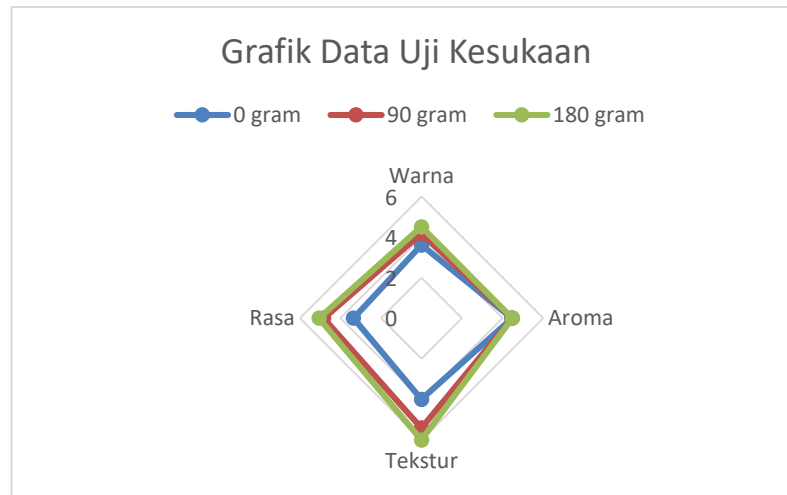 Grafik Data Uji Kesukaan
0 gram 90 gram 180 gram
Warna
6
4
2
Rasa 0 Aroma
Tekstur